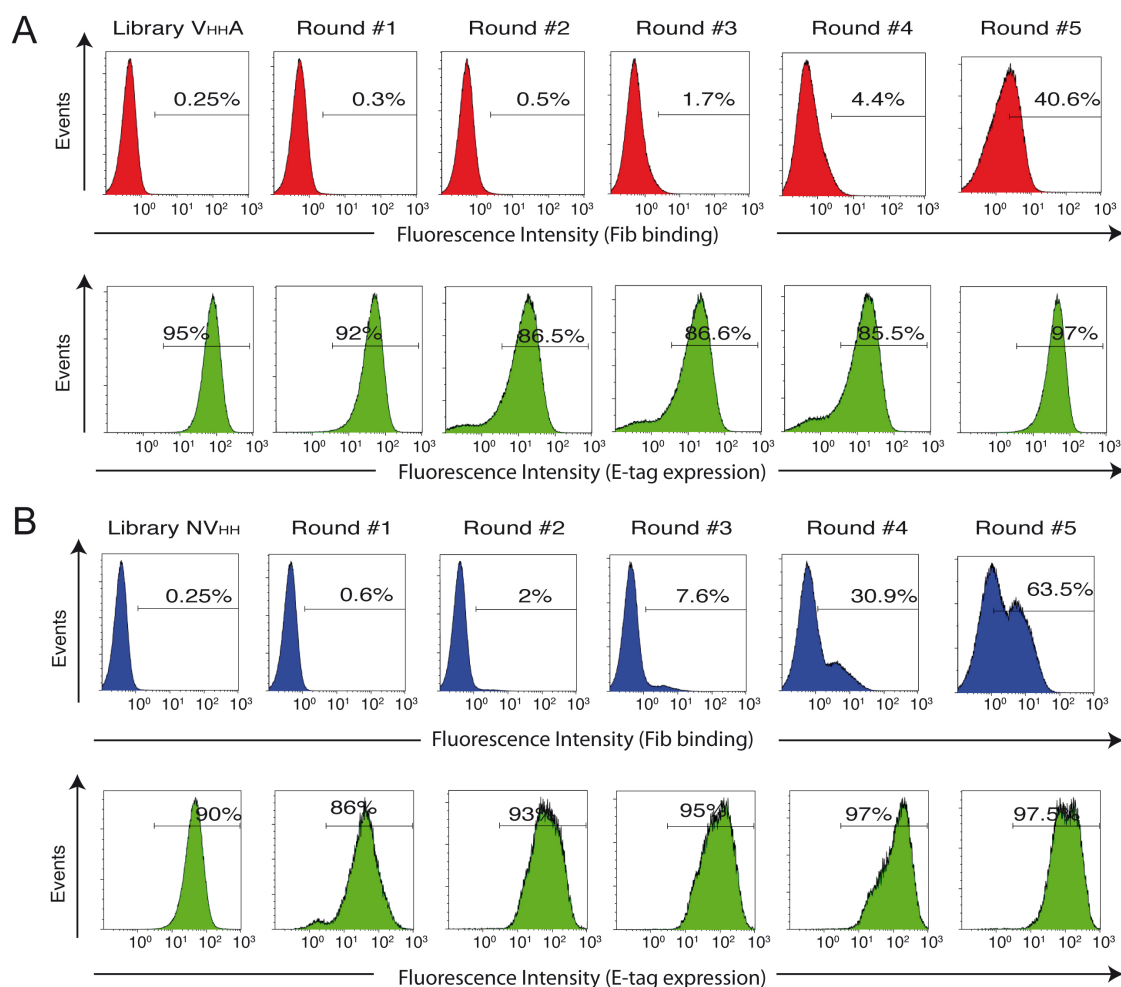 A
Library VHHA Round #1 Round #2 Round #3 Round #4 Round #5
Events
0.25% 0.3% 0.5% 1.7% 4.4% 40.6%
10⁰ 10¹ 10² 10³ 10⁰ 10¹ 10² 10³ 10⁰ 10¹ 10² 10³ 10⁰ 10¹ 10² 10³ 10⁰ 10¹ 10² 10³ 10⁰ 10¹ 10² 10³
Fluorescence Intensity (Fib binding)
Events
95% 92% 86.5% 86.6% 85.5% 97%
10⁰ 10¹ 10² 10³ 10⁰ 10¹ 10² 10³ 10⁰ 10¹ 10² 10³ 10⁰ 10¹ 10² 10³ 10⁰ 10¹ 10² 10³ 10⁰ 10¹ 10² 10³
Fluorescence Intensity (E-tag expression)
B
Library NVHH Round #1 Round #2 Round #3 Round #4 Round #5
Events
0.25% 0.6% 2% 7.6% 30.9% 63.5%
10⁰ 10¹ 10² 10³ 10⁰ 10¹ 10² 10³ 10⁰ 10¹ 10² 10³ 10⁰ 10¹ 10² 10³ 10⁰ 10¹ 10² 10³ 10⁰ 10¹ 10² 10³
Fluorescence Intensity (Fib binding)
Events
90% 86% 93% 95% 97% 97.5%
10⁰ 10¹ 10² 10³ 10⁰ 10¹ 10² 10³ 10⁰ 10¹ 10² 10³ 10⁰ 10¹ 10² 10³ 10⁰ 10¹ 10² 10³ 10⁰ 10¹ 10² 10³
Fluorescence Intensity (E-tag expression)